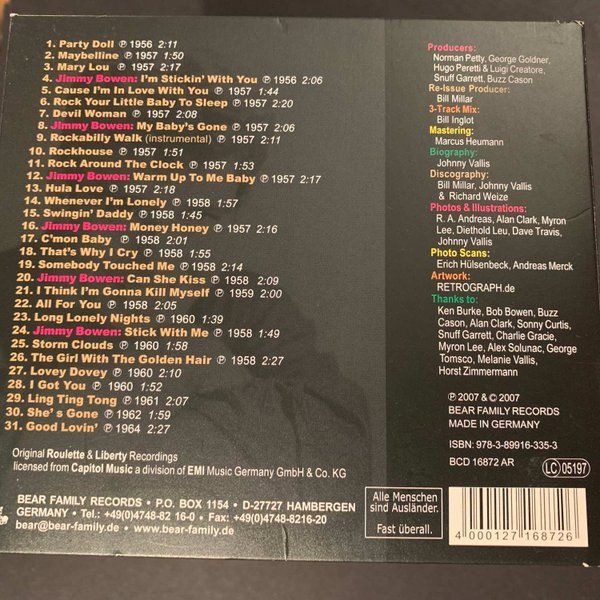 1. Party Doll ℗ 1956 2:11
2. Maybelline ℗ 1957 1:50
3. Mary Lou ℗ 1957 2:17
4. Jimmy Bowen: I'm Stickin' With You ℗ 1956 2:06
5. Cause I'm In Love With You ℗ 1957 1:44
6. Rock Your Little Baby To Sleep ℗ 1957 2:20
7. Devil Woman ℗ 1957 2:08
8. Jimmy Bowen: My Baby's Gone ℗ 1957 2:06
9. Rockabilly Walk (instrumental) ℗ 1957 2:11
10. Rockhouse ℗ 1957 1:51
11. Rock Around The Clock ℗ 1957 1:53
12. Jimmy Bowen: Warm Up To Me Baby ℗ 1957 2:17
13. Hula Love ℗ 1957 2:18
14. Whenever I'm Lonely ℗ 1958 1:57
15. Swingin' Daddy ℗ 1958 1:45
16. Jimmy Bowen: Money Honey ℗ 1957 2:16
17. C'mon Baby ℗ 1958 2:01
18. That's Why I Cry ℗ 1958 1:55
19. Somebody Touched Me ℗ 1958 2:14
20. Jimmy Bowen: Can She Kiss ℗ 1958 2:09
21. I Think I'm Gonna Kill Myself ℗ 1959 2:00
22. All For You ℗ 1958 2:05
23. Long Lonely Nights ℗ 1960 1:39
24. Jimmy Bowen: Stick With Me ℗ 1958 1:49
25. Storm Clouds ℗ 1960 1:58
26. The Girl With The Golden Hair ℗ 1958 2:27
27. Lovey Dovey ℗ 1960 2:10
28. I Got You ℗ 1960 1:52
29. Ling Ting Tong ℗ 1961 2:07
30. She's Gone ℗ 1962 1:59
31. Good Lovin' ℗ 1964 2:27
Original Roulette & Liberty Recordings
licensed from Capitol Music a division of EMI Music Germany GmbH & Co. KG
BEAR FAMILY RECORDS • P.O. BOX 1154 • D-27727 HAMBERGEN
GERMANY • Tel.: +49(0)4748-82 16-0 • Fax: +49(0)4748-8216-20
bear@bear-family.de • www.bear-family.de
Producers:
Norman Petty, George Goldner,
Hugo Peretti & Luigi Creatore,
Snuff Garrett, Buzz Cason
Re-Issue Producer:
Bill Millar
3-Track Mix:
Bill Inglot
Mastering:
Marcus Heumann
Biography:
Johnny Vallis
Discography:
Bill Millar, Johnny Vallis
& Richard Weize
Photos & Illustrations:
R. A. Andreas, Alan Clark, Myron
Lee, Diethold Leu, Dave Travis,
Johnny Vallis
Photo Scans:
Erich Hülsenbeck, Andreas Merck
Artwork:
RETROGRAPH.de
Thanks to:
Ken Burke, Bob Bowen, Buzz
Cason, Alan Clark, Sonny Curtis,
Snuff Garrett, Charlie Gracie,
Myron Lee, Alex Solunac, George
Tomsco, Melanie Vallis,
Horst Zimmermann
℗ 2007 & © 2007
BEAR FAMILY RECORDS
MADE IN GERMANY
ISBN: 978-3-89916-335-3
BCD 16872 AR
LC 05197
Alle Menschen
sind Ausländer.
Fast überall.
4 000127 168726